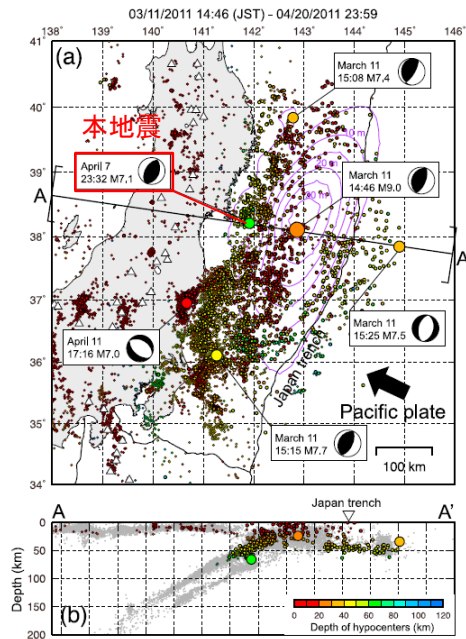 03/11/2011 14:46 (JST) - 04/20/2011 23:59
138° 139° 140° 141° 142° 143° 144° 145° 146°
41°
(a)
March 11
15:08 M7.4
40°
本地震
April 7
23:32 M7.1
39°
March 11
14:46 M9.0
A
38°
A'
37°
April 11
17:16 M7.0
March 11
15:25 M7.5
36°
Japan trench
Pacific plate
35°
March 11
15:15 M7.7
100 km
34°
A
Japan trench
A'
Depth (km)
0
50
100
150
200
(b)
0 20 40 60 80 100 120
Depth of hypocenters (km)